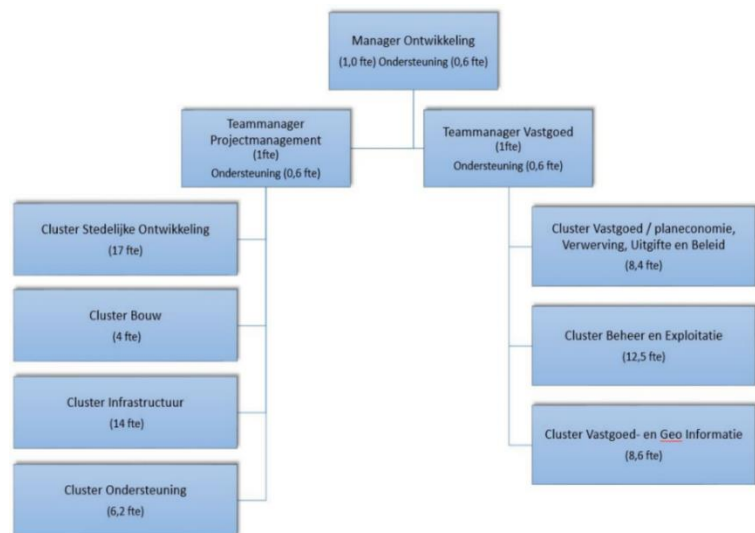 Manager Ontwikkeling
(1,0 fte) Ondersteuning (0,6 fte)
Teammanager
Projectmanagement
(1fte)
Ondersteuning (0,6 fte)
Teammanager Vastgoed
(1fte)
Ondersteuning (0,6 fte)
Cluster Stedelijke Ontwikkeling
(17 fte)
Cluster Bouw
(4 fte)
Cluster Infrastructuur
(14 fte)
Cluster Ondersteuning
(6,2 fte)
Cluster Vastgoed / planeconomie,
Verwerving, Uitgifte en Beleid
(8,4 fte)
Cluster Beheer en Exploitatie
(12,5 fte)
Cluster Vastgoed- en Geo Informatie
(8,6 fte)